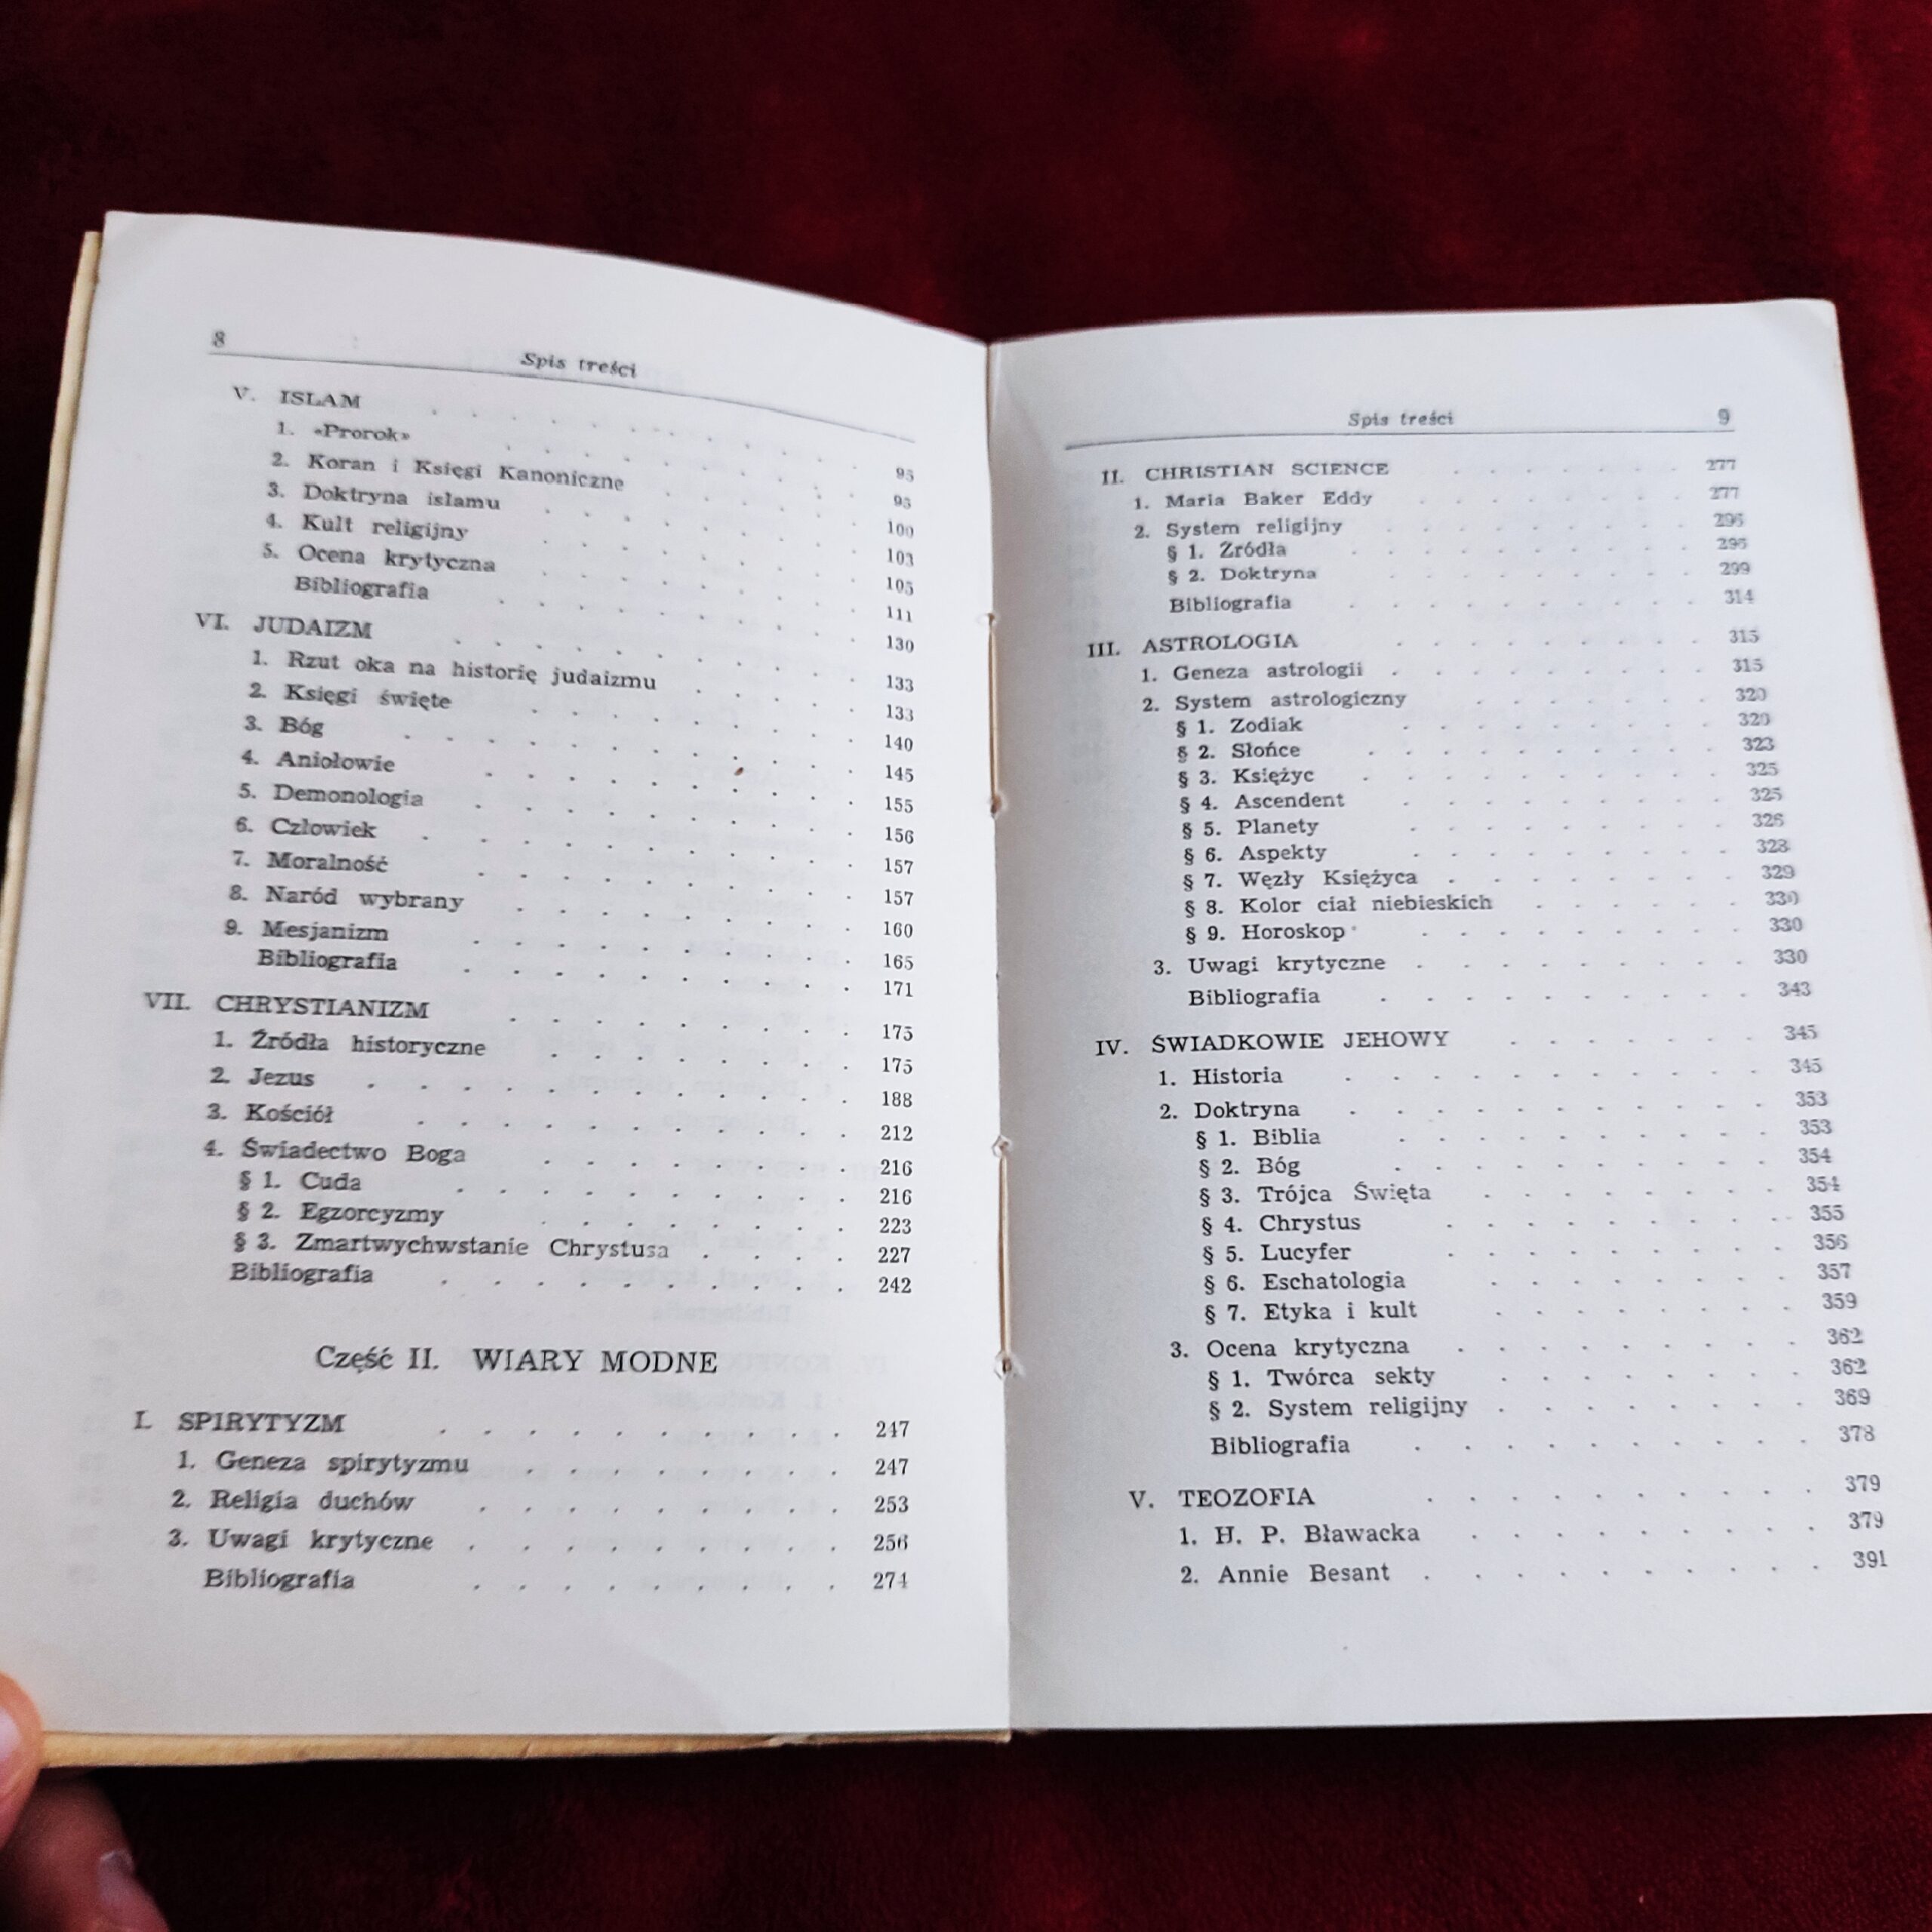 8
Spis treści
V. ISLAM . . . . . . . . . . 95
1. «Prorok» . . . . . . . . . 95
2. Koran i Księgi Kanoniczne . . . . . . 100
3. Doktryna islamu . . . . . . . . 103
4. Kult religijny . . . . . . . . 105
5. Ocena krytyczna . . . . . . . . 111
Bibliografia . . . . . . . . . 130
VI. JUDAIZM . . . . . . . . . . 133
1. Rzut oka na historię judaizmu . . . . . 133
2. Księgi święte . . . . . . . . 140
3. Bóg . . . . . . . . . . 145
4. Aniołowie . . . . . . . . . 155
5. Demonologia . . . . . . . . . 156
6. Człowiek . . . . . . . . . . 157
7. Moralność . . . . . . . . . 157
8. Naród wybrany . . . . . . . . 160
9. Mesjanizm . . . . . . . . . 165
Bibliografia . . . . . . . . . 171
VII. CHRYSTIANIZM . . . . . . . . . 175
1. Źródła historyczne . . . . . . . . 175
2. Jezus . . . . . . . . . . 188
3. Kościół . . . . . . . . . . 212
4. Świadectwo Boga . . . . . . . . 216
§ 1. Cuda . . . . . . . . . . 216
§ 2. Egzorcyzmy . . . . . . . . 223
§ 3. Zmartwychwstanie Chrystusa . . . . 227
Bibliografia . . . . . . . . . 242
Część II. WIARY MODNE
I. SPIRYTYZM . . . . . . . . . . 247
1. Geneza spirytyzmu . . . . . . . . 247
2. Religia duchów . . . . . . . . . 253
3. Uwagi krytyczne . . . . . . . . . 256
Bibliografia . . . . . . . . . 274
Spis treści 9
II. CHRISTIAN SCIENCE . . . . . . . 277
1. Maria Baker Eddy . . . . . . . . 277
2. System religijny . . . . . . . . 295
§ 1. Źródła . . . . . . . . . 295
§ 2. Doktryna . . . . . . . . . 299
Bibliografia . . . . . . . . . 314
III. ASTROLOGIA . . . . . . . . . 315
1. Geneza astrologii . . . . . . . . 315
2. System astrologiczny . . . . . . . 320
§ 1. Zodiak . . . . . . . . . 320
§ 2. Słońce . . . . . . . . . 323
§ 3. Księżyc . . . . . . . . . 325
§ 4. Ascendent . . . . . . . . 325
§ 5. Planety . . . . . . . . . 326
§ 6. Aspekty . . . . . . . . . 328
§ 7. Węzły Księżyca . . . . . . . . 329
§ 8. Kolor ciał niebieskich . . . . . . 330
§ 9. Horoskop . . . . . . . . . 330
3. Uwagi krytyczne . . . . . . . . . 330
Bibliografia . . . . . . . . . 343
IV. ŚWIADKOWIE JEHOWY . . . . . . . 345
1. Historia . . . . . . . . . . 345
2. Doktryna . . . . . . . . . . 353
§ 1. Biblia . . . . . . . . . 353
§ 2. Bóg . . . . . . . . . . 354
§ 3. Trójca Święta . . . . . . . . 354
§ 4. Chrystus . . . . . . . . . 355
§ 5. Lucyfer . . . . . . . . . 356
§ 6. Eschatologia . . . . . . . . 357
§ 7. Etyka i kult . . . . . . . . 359
3. Ocena krytyczna . . . . . . . . . 362
§ 1. Twórca sekty . . . . . . . . 362
§ 2. System religijny . . . . . . . . 369
Bibliografia . . . . . . . . . 378
V. TEOZOFIA . . . . . . . . . . 379
1. H. P. Bławacka . . . . . . . . . 379
2. Annie Besant . . . . . . . . . . 391